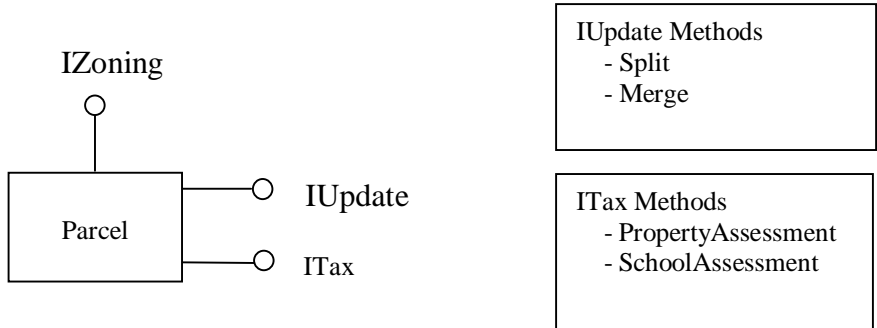 IZoning
Parcel
IUpdate
ITax
IUpdate Methods
- Split
- Merge
ITax Methods
- PropertyAssessment
- SchoolAssessment